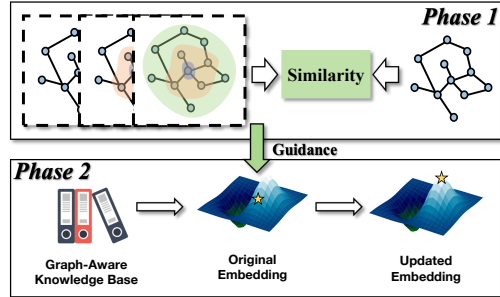 Phase 1
Similarity
Guidance
Phase 2
Graph-Aware
Knowledge Base
Original
Embedding
Updated
Embedding